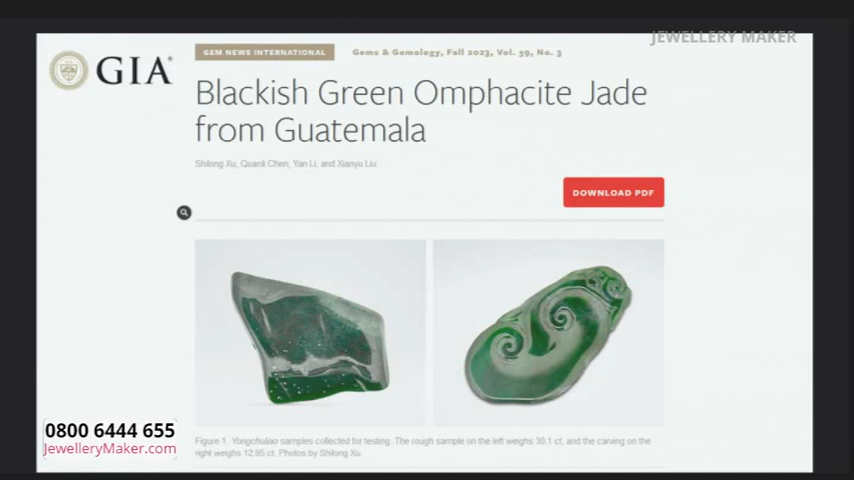 JEWELLERY MAKER
GIA®
GEM NEWS INTERNATIONAL
Gems & Gemology, Fall 2023, Vol. 59, No. 3
Blackish Green Omphacite Jade
from Guatemala
Shilong Xu, Quanli Chen, Yan Li, and Xianyu Liu
DOWNLOAD PDF
0800 6444 655
JewelleryMaker.com
Figure 1. Yongchuliao samples collected for testing. The rough sample on the left weighs 30.1 ct, and the carving on the
right weighs 12.85 ct. Photos by Shilong Xu.